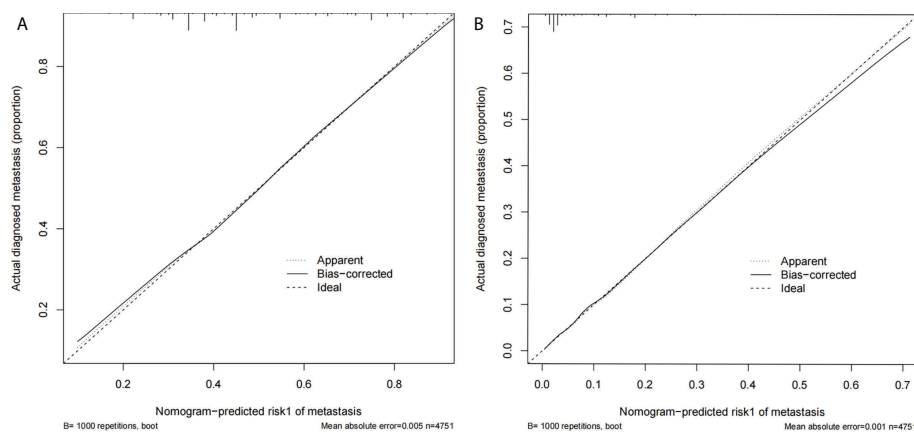 A
Actual diagnosed metastasis (proportion)
0.8
0.6
0.4
0.2
Apparent
Bias-corrected
Ideal
0.2 0.4 0.6 0.8
Nomogram-predicted risk1 of metastasis
B= 1000 repetitions, boot Mean absolute error=0.005 n=4751
B
Actual diagnosed metastasis (proportion)
0.7
0.6
0.5
0.4
0.3
0.2
0.1
0.0
Apparent
Bias-corrected
Ideal
0.0 0.1 0.2 0.3 0.4 0.5 0.6 0.7
Nomogram-predicted risk1 of metastasis
B= 1000 repetitions, boot Mean absolute error=0.001 n=4751